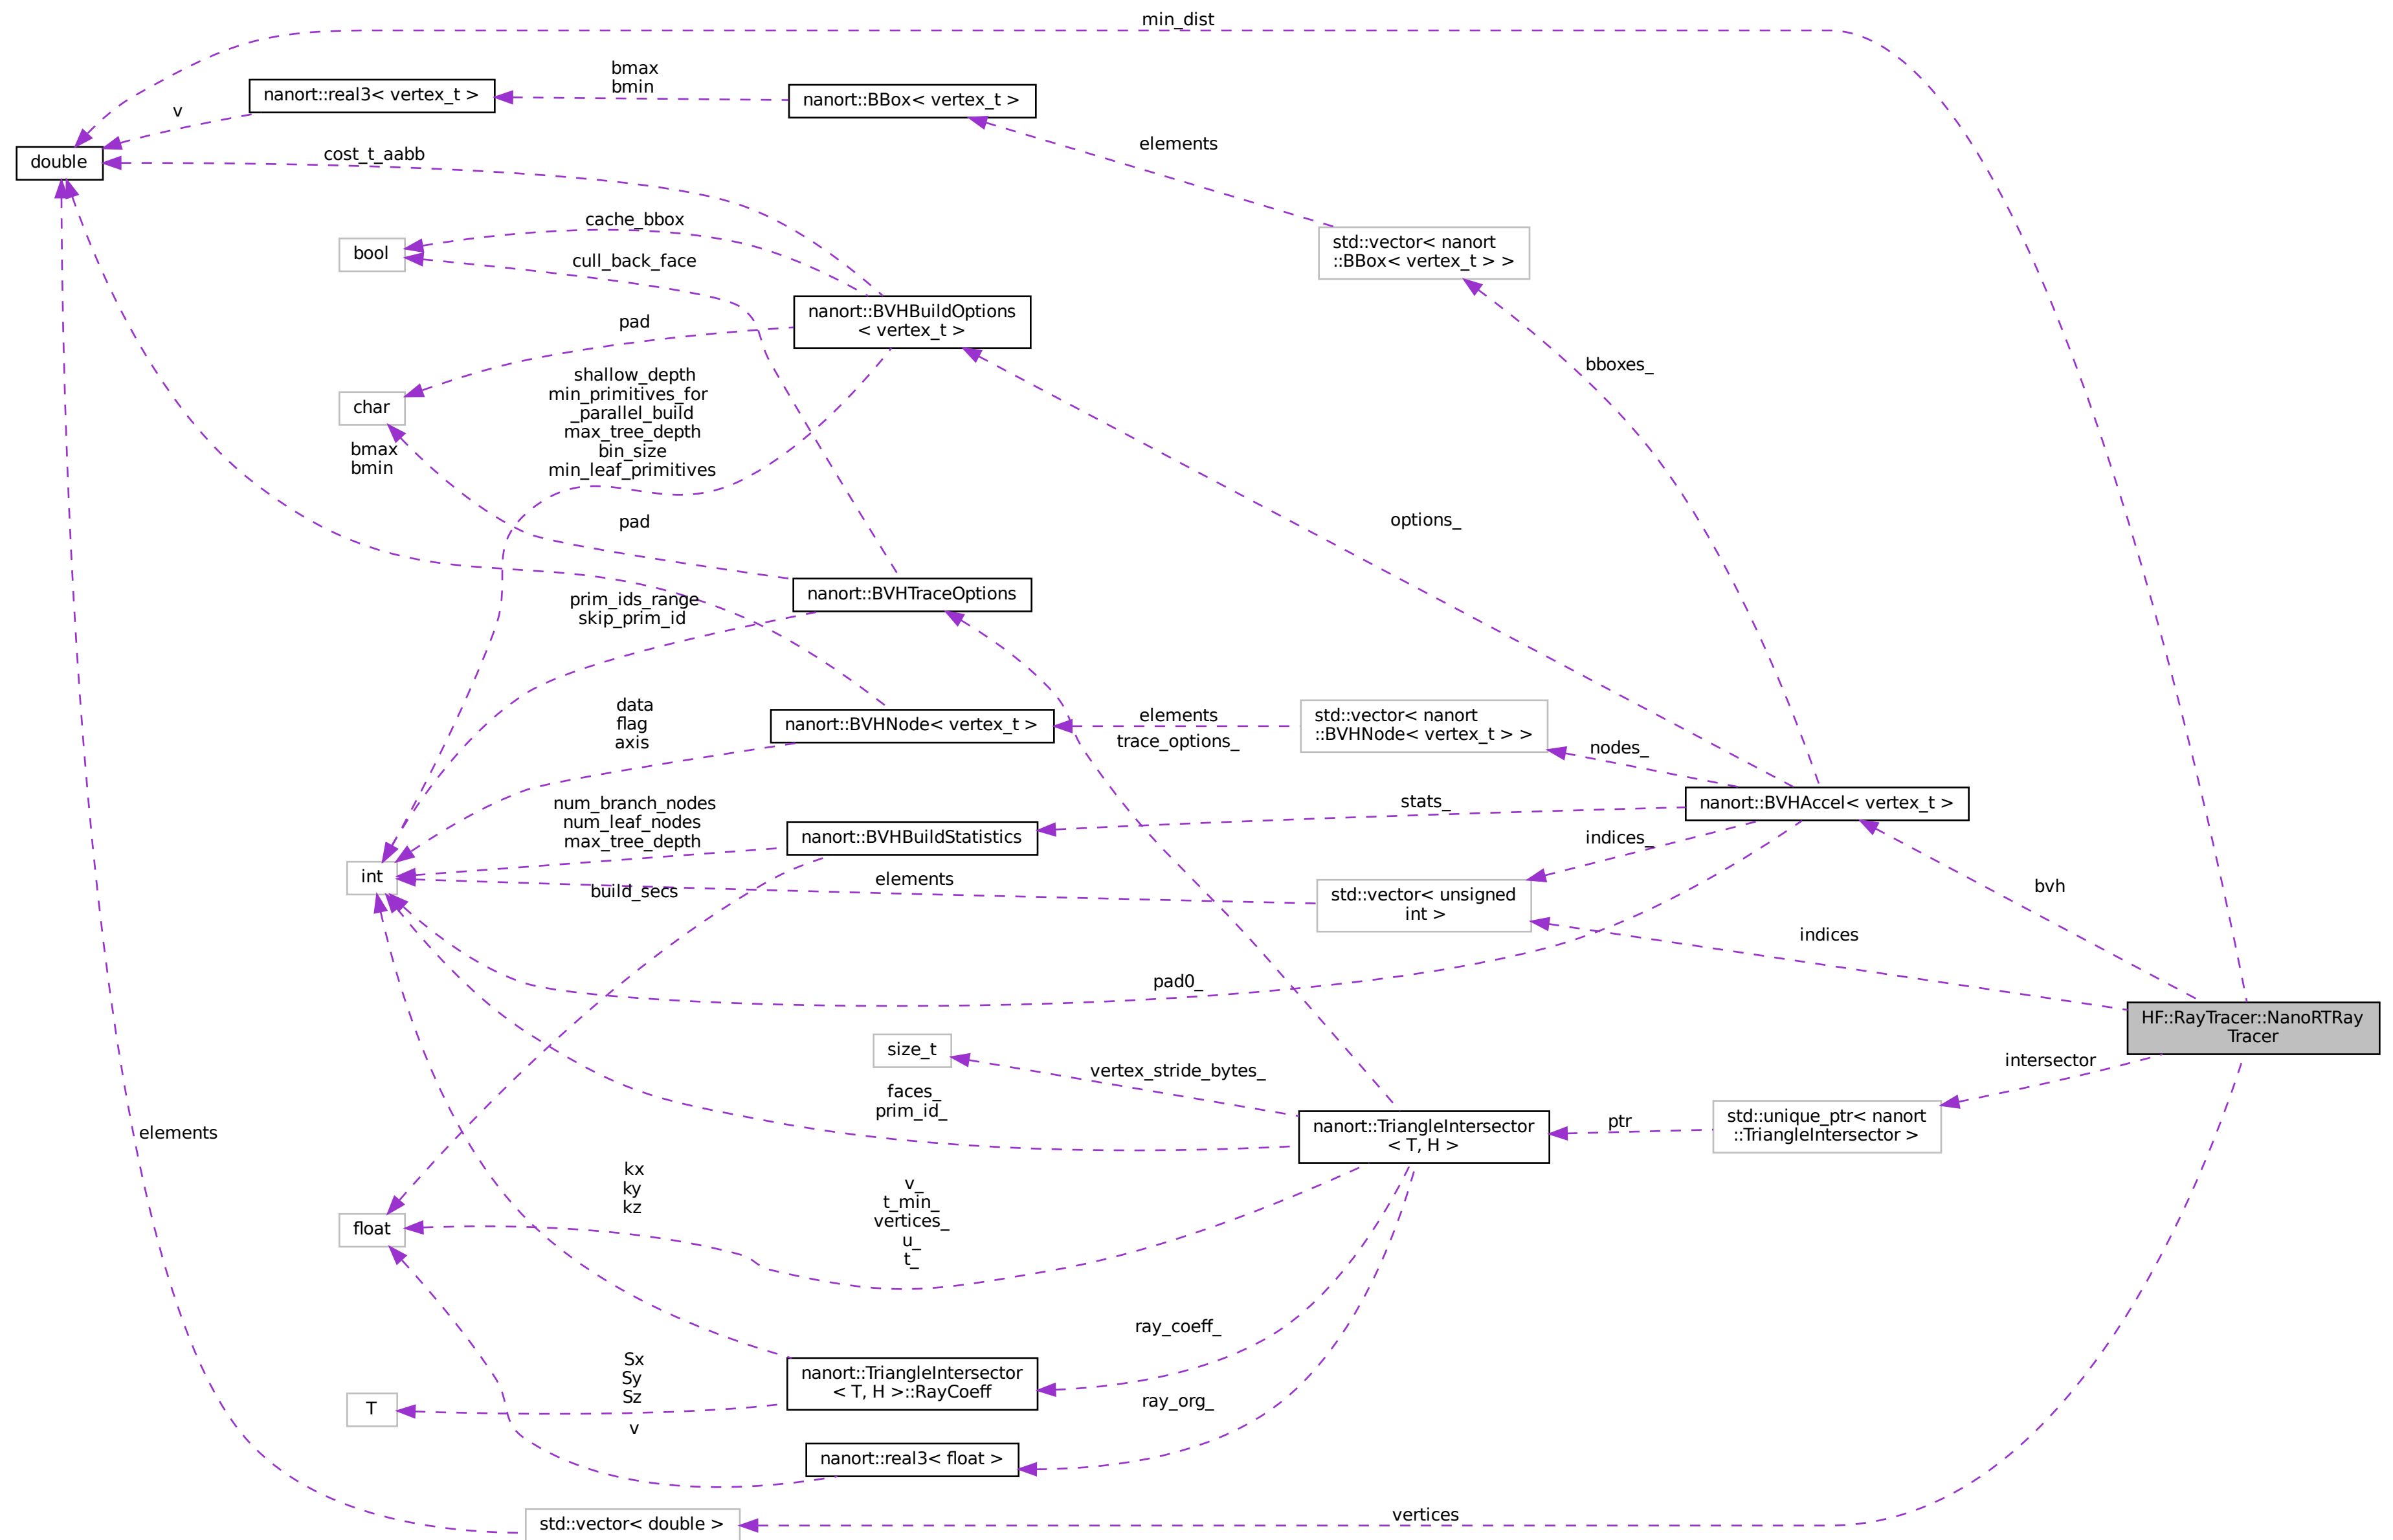 min_dist
bmax
bmin
nanort::real3< vertex_t >
nanort::BBox< vertex_t >
v
elements
double
cost_t_aabb
cache_bbox
bool
std::vector< nanort
::BBox< vertex_t > >
cull_back_face
nanort::BVHBuildOptions
< vertex_t >
pad
bboxes_
shallow_depth
min_primitives_for
_parallel_build
max_tree_depth
bin_size
min_leaf_primitives
char
bmax
bmin
options_
pad
nanort::BVHTraceOptions
prim_ids_range
skip_prim_id
data
flag
axis
nanort::BVHNode< vertex_t >
elements
trace_options_
std::vector< nanort
::BVHNode< vertex_t > >
nodes_
nanort::BVHAccel< vertex_t >
stats_
num_branch_nodes
num_leaf_nodes
max_tree_depth
nanort::BVHBuildStatistics
indices_
int
build_secs
elements
std::vector< unsigned
int >
bvh
indices
pad0_
HF::RayTracer::NanoRTRay
Tracer
size_t
vertex_stride_bytes_
intersector
faces_
prim_id_
nanort::TriangleIntersector
< T, H >
ptr
std::unique_ptr< nanort
::TriangleIntersector >
elements
kx
ky
kz
v_
t_min_
vertices_
u_
t_
float
ray_coeff_
Sx
Sy
Sz
nanort::TriangleIntersector
< T, H >::RayCoeff
T
ray_org_
v
nanort::real3< float >
std::vector< double >
vertices